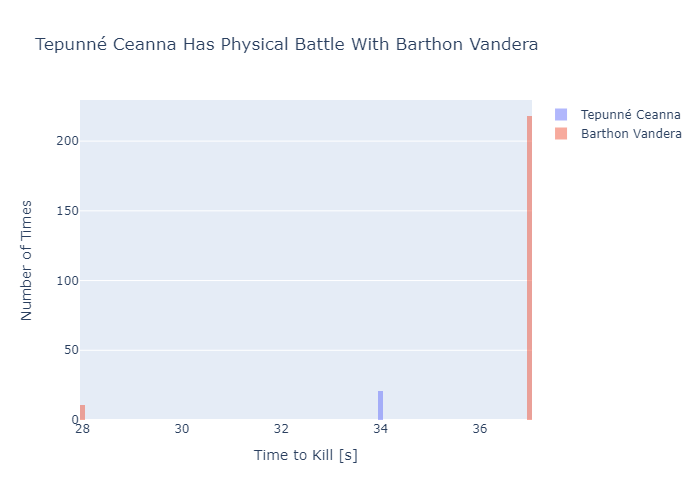 Tepunné Ceanna Has Physical Battle With Barthon Vandera
Tepunné Ceanna
Barthon Vandera
Number of Times
200
150
100
50
0
28 30 32 34 36
Time to Kill [s]